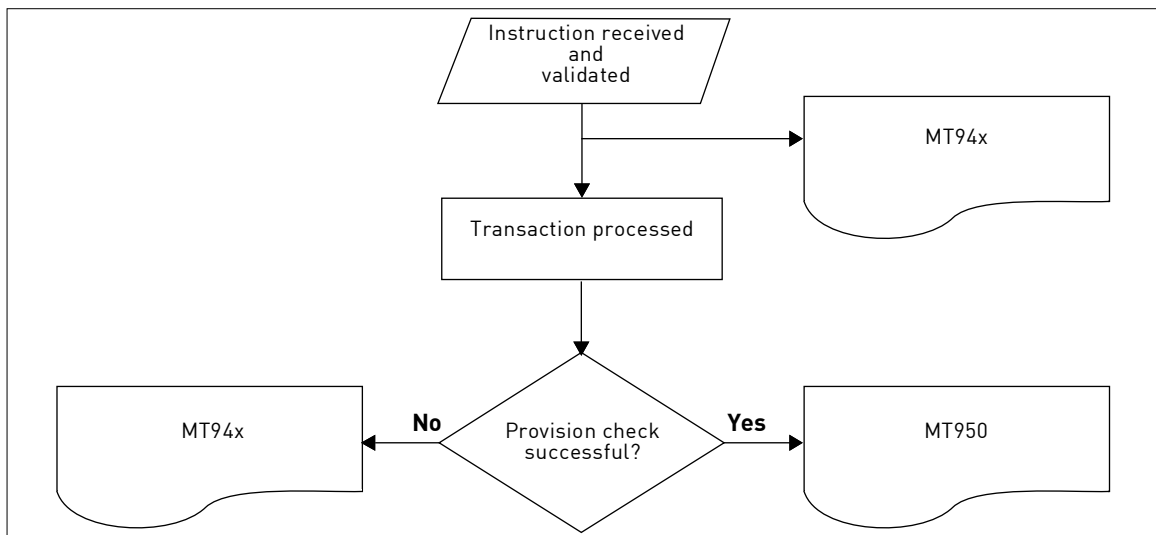 Instruction received
and
validated
MT94x
Transaction processed
No
Yes
MT94x
Provision check
successful?
MT950